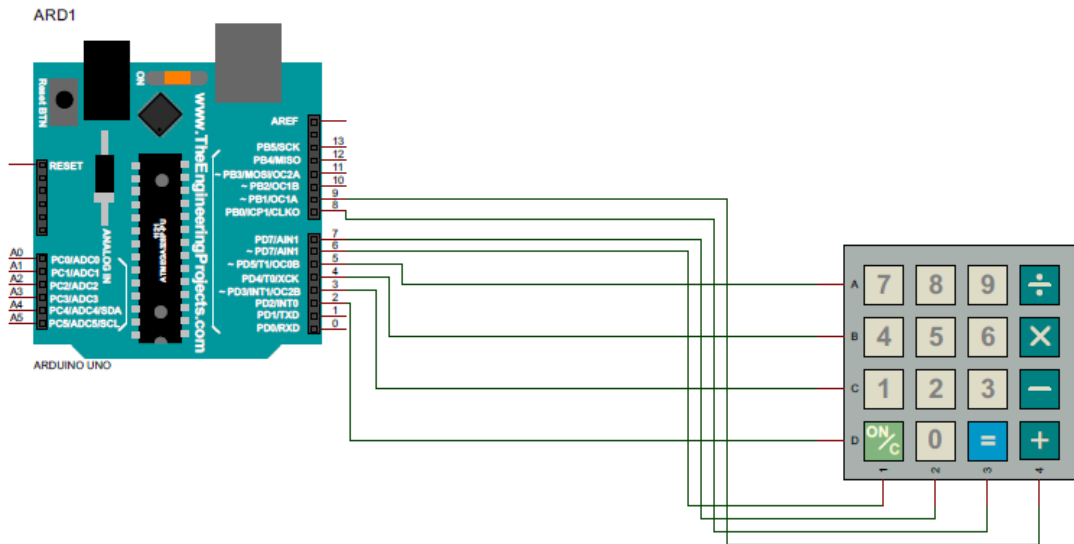 ARD1
Reset BTN
ON
www.TheEngineeringProjects.com
RESET
ANALOG IN
A0 PC0/ADC0
A1 PC1/ADC1
A2 PC2/ADC2
A3 PC3/ADC3
A4 PC4/ADC4/SDA
A5 PC5/ADC5/SCL
AREF
PB5/SCK 13
PB4/MISO 12
~ PB3/MOSI/OC2A 11
~ PB2/OC1B 10
~ PB1/OC1A 9
PB0/ICP1/CLKO 8
PD7/AIN1 7
~ PD7/AIN1 6
~ PD5/T1/OC0B 5
PD4/T0/XCK 4
~ PD3/INT1/OC2B 3
PD2/INT0 2
PD1/TXD 1
PD0/RXD 0
ARDUINO UNO
A 7 8 9 ÷
B 4 5 6 ×
C 1 2 3 −
D ON/C 0 = +
1 2 3 4